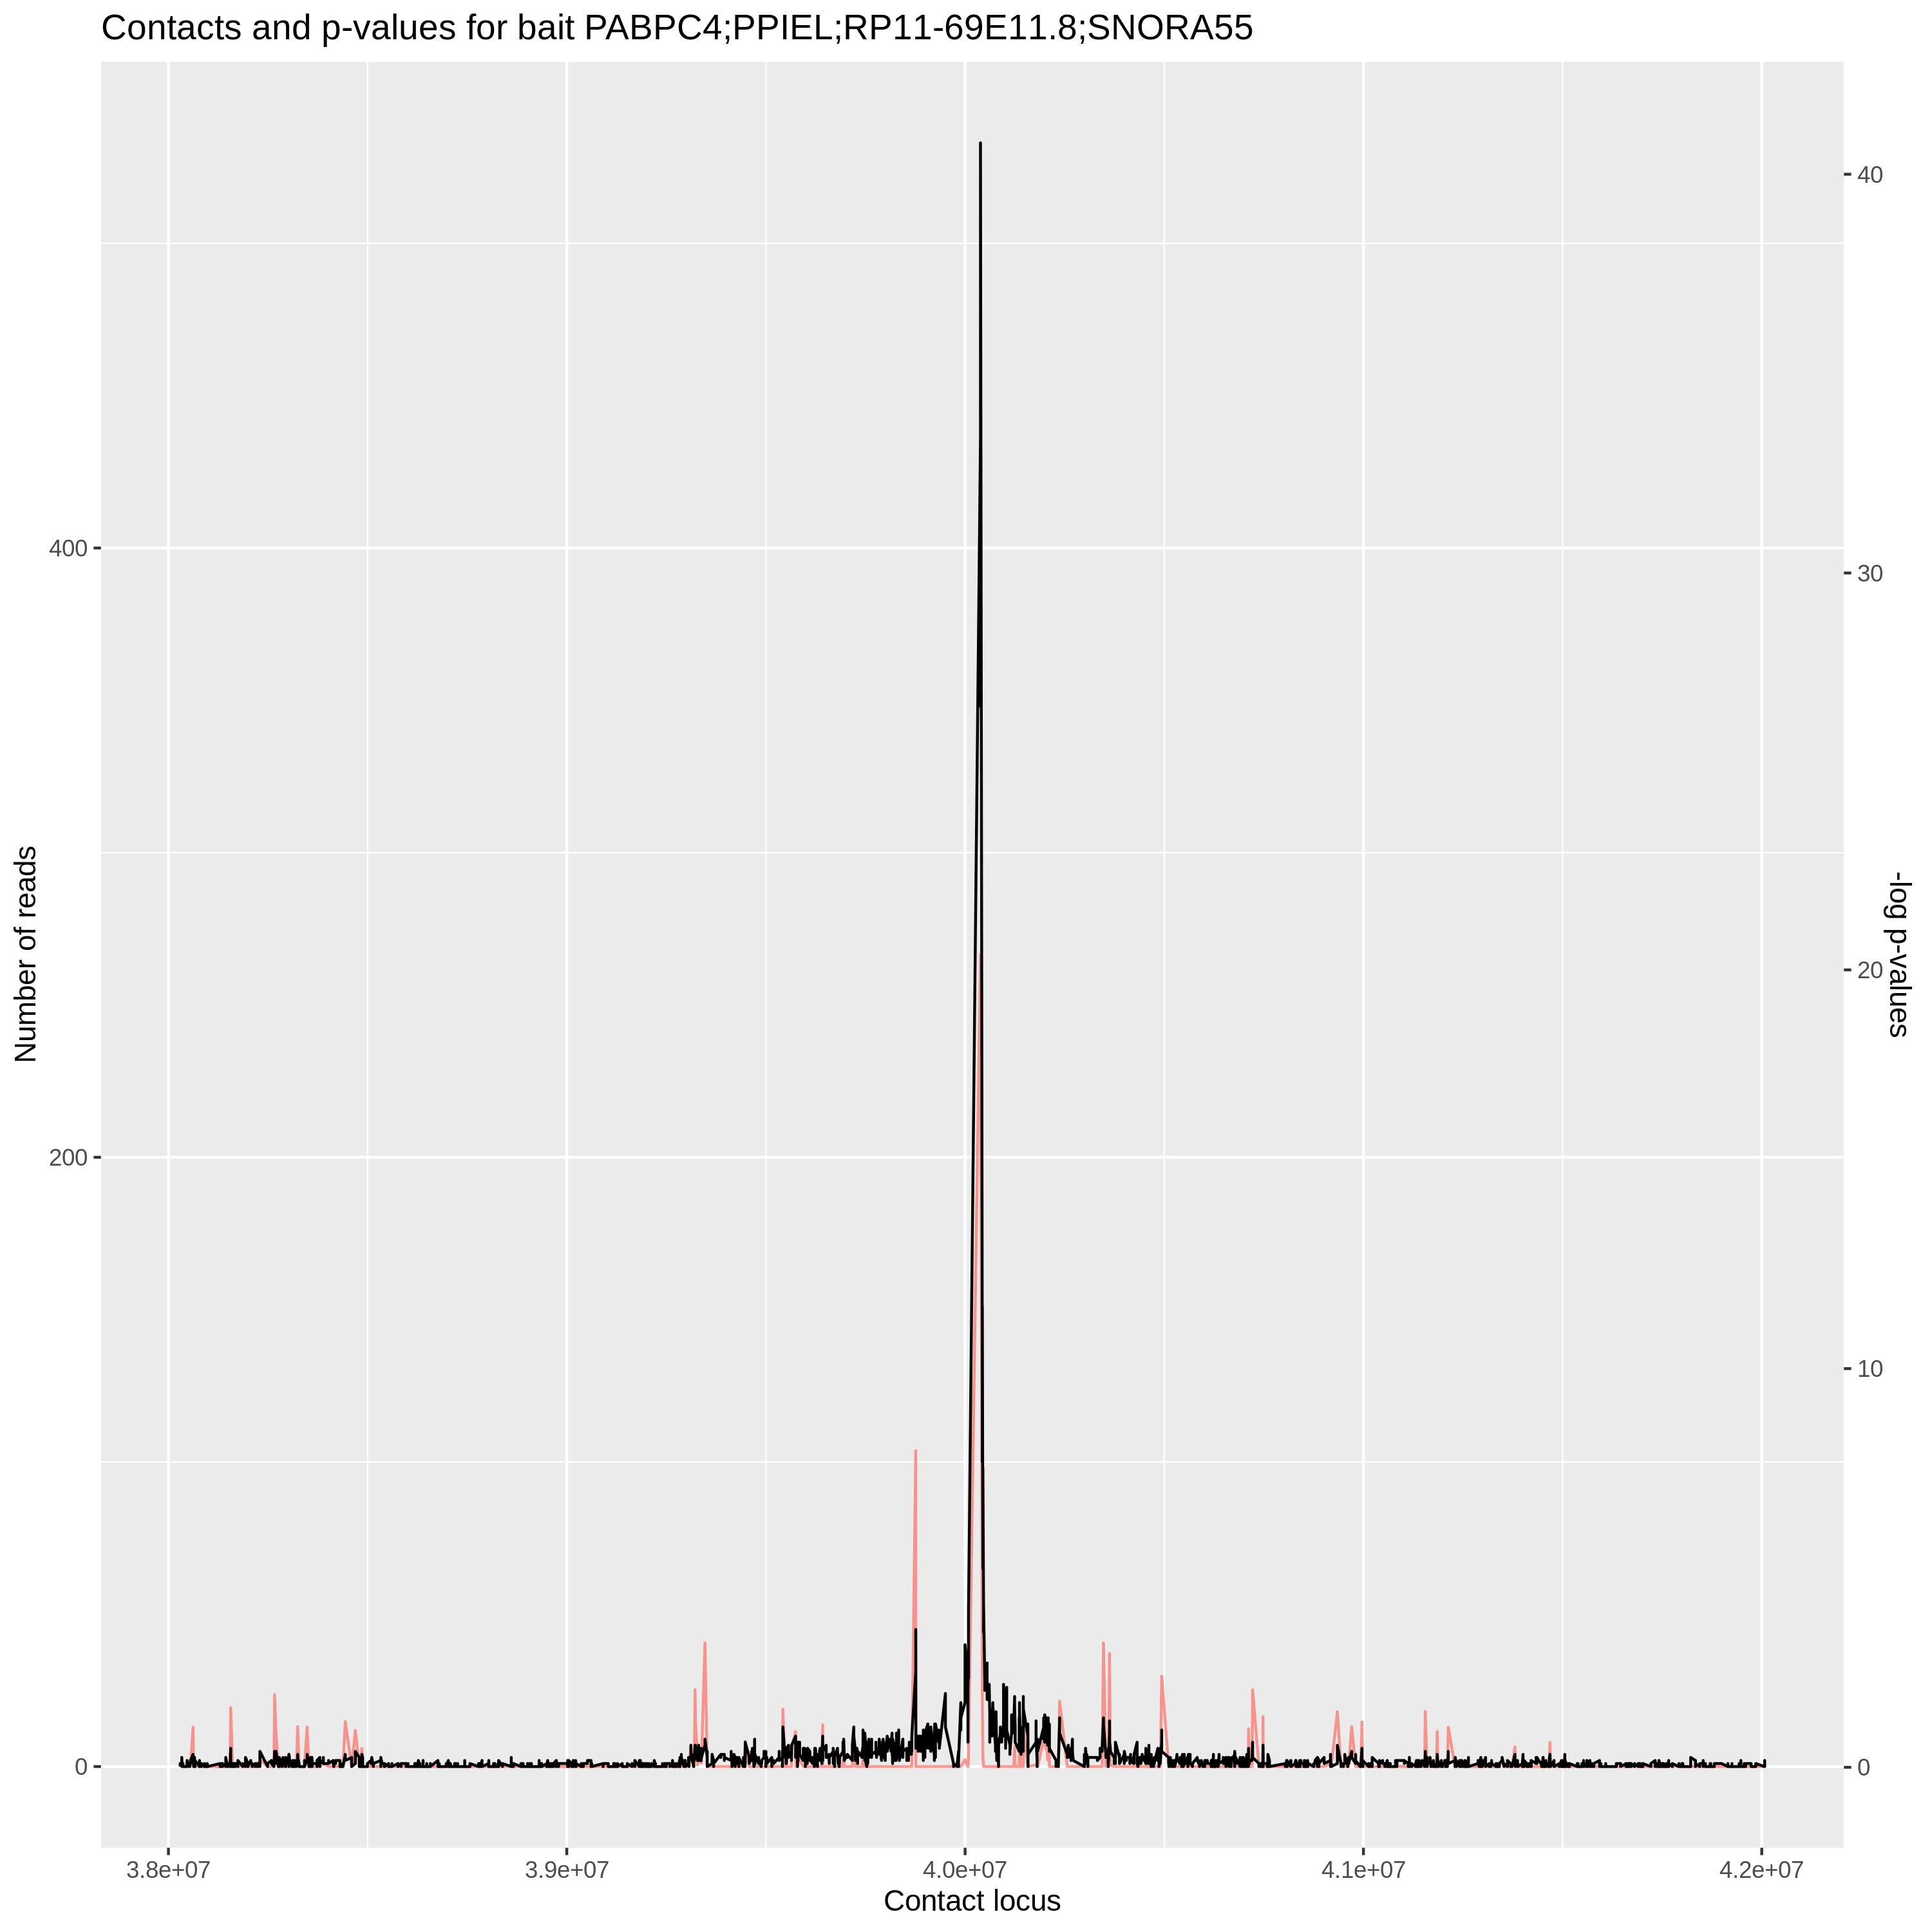 Contacts and p-values for bait PABPC4;PPIEL;RP11-69E11.8;SNORA55
40
400
30
Number of reads
-log p-values
20
200
10
0
0
3.8e+07 3.9e+07 4.0e+07 4.1e+07 4.2e+07
Contact locus